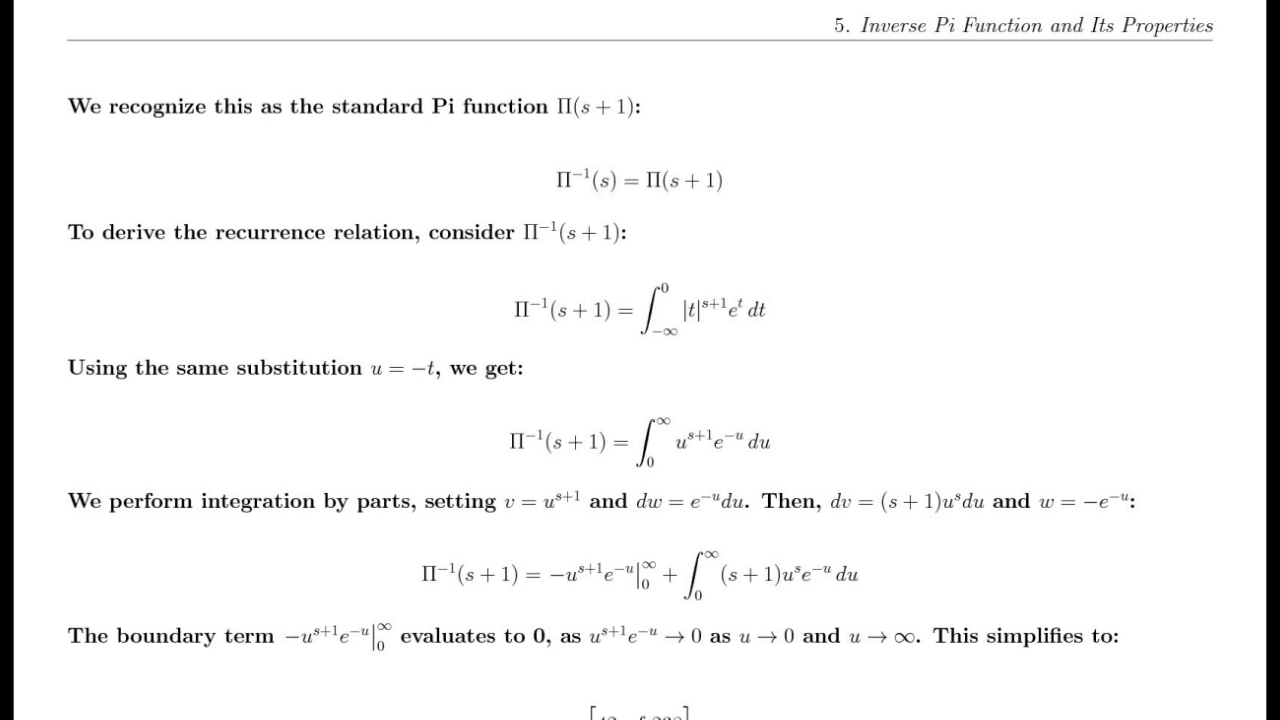 5. Inverse Pi Function and Its Properties
We recognize this as the standard Pi function Π(s + 1):
Π⁻¹(s) = Π(s + 1)
To derive the recurrence relation, consider Π⁻¹(s + 1):
Π⁻¹(s + 1) = ∫_{−∞}^{0} |t|^{s+1} e^{t} dt
Using the same substitution u = −t, we get:
Π⁻¹(s + 1) = ∫_{0}^{∞} u^{s+1} e^{−u} du
We perform integration by parts, setting v = u^{s+1} and dw = e^{−u}du. Then, dv = (s + 1)u^{s}du and w = −e^{−u}:
Π⁻¹(s + 1) = −u^{s+1}e^{−u}|_{0}^{∞} + ∫_{0}^{∞} (s + 1)u^{s}e^{−u} du
The boundary term −u^{s+1}e^{−u}|_{0}^{∞} evaluates to 0, as u^{s+1}e^{−u} → 0 as u → 0 and u → ∞. This simplifies to: